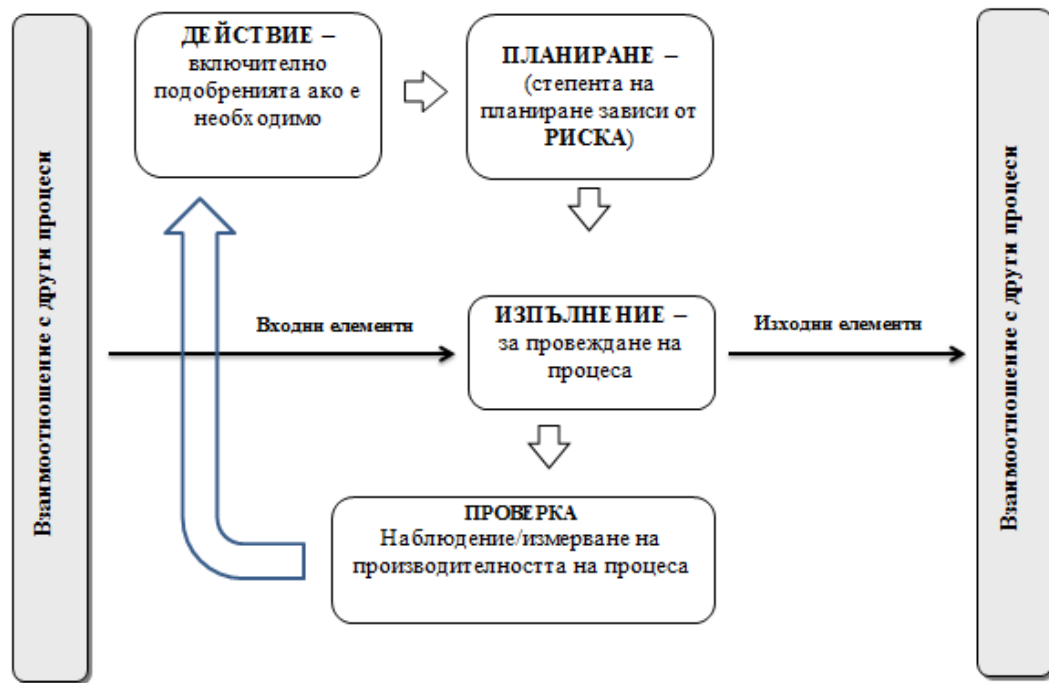 Взаимоотношение с други процеси
ДЕЙСТВИЕ –
включително
подобренията ако е
необходимо
ПЛАНИРАНЕ –
(степента на
планиране зависи от
РИСКА)
Входни елементи
ИЗПЪЛНЕНИЕ –
за провеждане на
процеса
Изходни елементи
ПРОВЕРКА
Наблюдение/измерване на
производителността на процеса
Взаимоотношение с други процеси